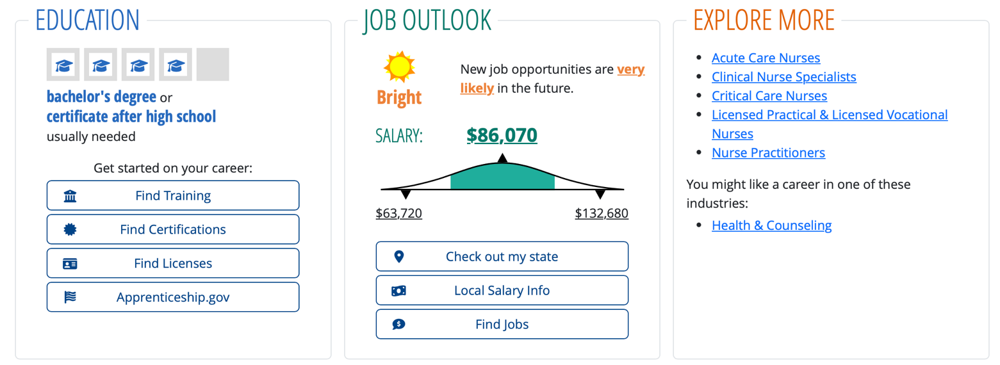 EDUCATION
bachelor's degree or
certificate after high school
usually needed
Get started on your career:
Find Training
Find Certifications
Find Licenses
Apprenticeship.gov
JOB OUTLOOK
Bright
New job opportunities are very
likely in the future.
SALARY: $86,070
$63,720 $132,680
Check out my state
Local Salary Info
Find Jobs
EXPLORE MORE
• Acute Care Nurses
• Clinical Nurse Specialists
• Critical Care Nurses
• Licensed Practical & Licensed Vocational
Nurses
• Nurse Practitioners
You might like a career in one of these
industries:
• Health & Counseling